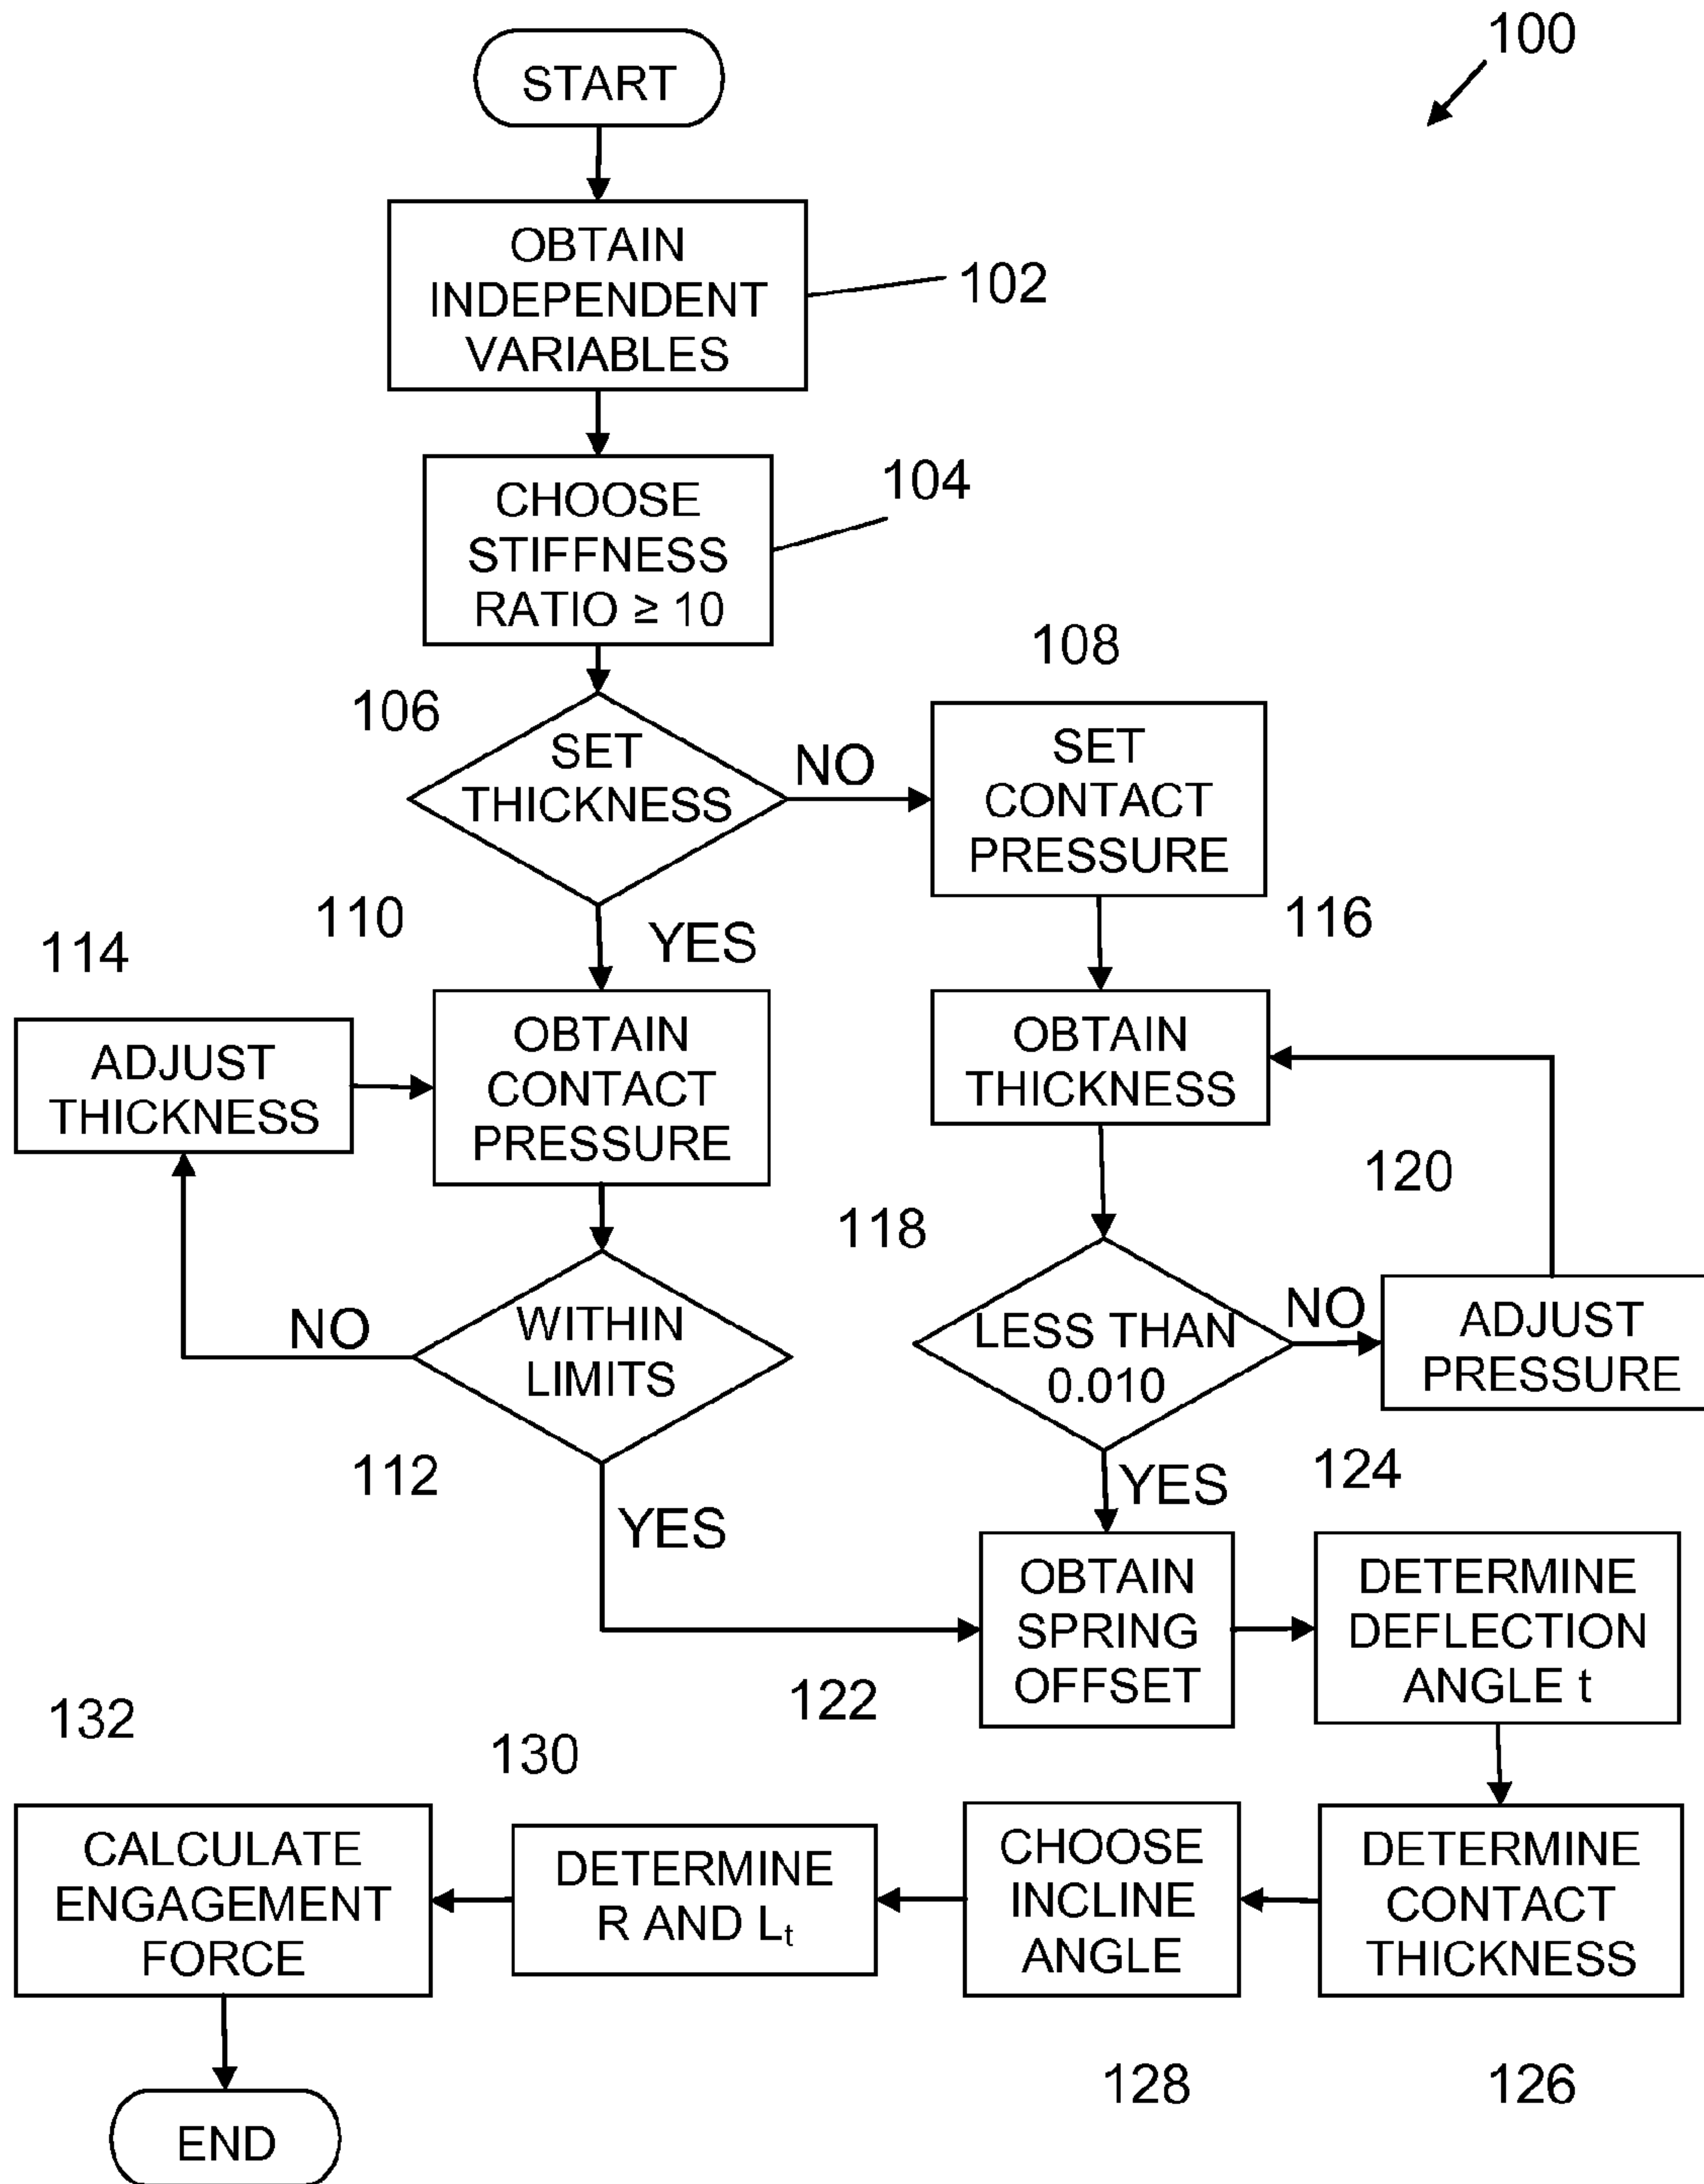 100
START
OBTAIN
INDEPENDENT
VARIABLES
102
CHOOSE
STIFFNESS
RATIO ≥ 10
104
106
SET
THICKNESS
NO
108
SET
CONTACT
PRESSURE
110
YES
116
114
ADJUST
THICKNESS
OBTAIN
CONTACT
PRESSURE
OBTAIN
THICKNESS
120
118
NO
WITHIN
LIMITS
LESS THAN
0.010
NO
ADJUST
PRESSURE
112
YES
YES
124
OBTAIN
SPRING
OFFSET
DETERMINE
DEFLECTION
ANGLE t
122
132
130
CALCULATE
ENGAGEMENT
FORCE
DETERMINE
R AND Lₜ
CHOOSE
INCLINE
ANGLE
DETERMINE
CONTACT
THICKNESS
128
126
END